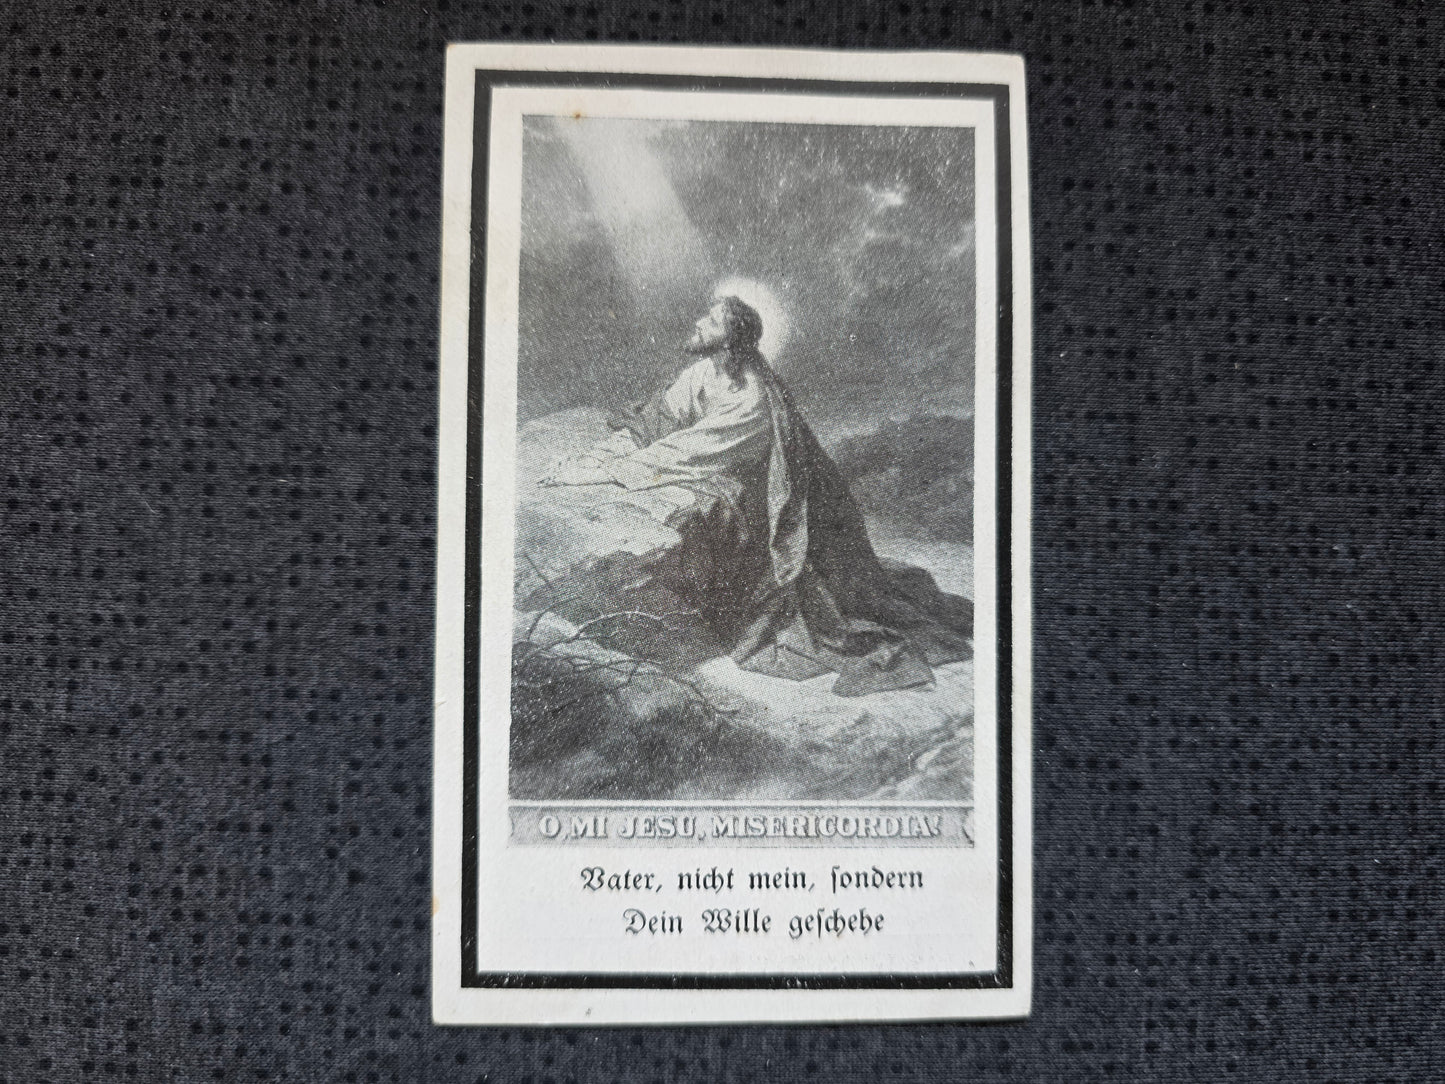 O, MI JESU, MISERICORDIA!
Vater, nicht mein, ſondern
Dein Wille geſchehe